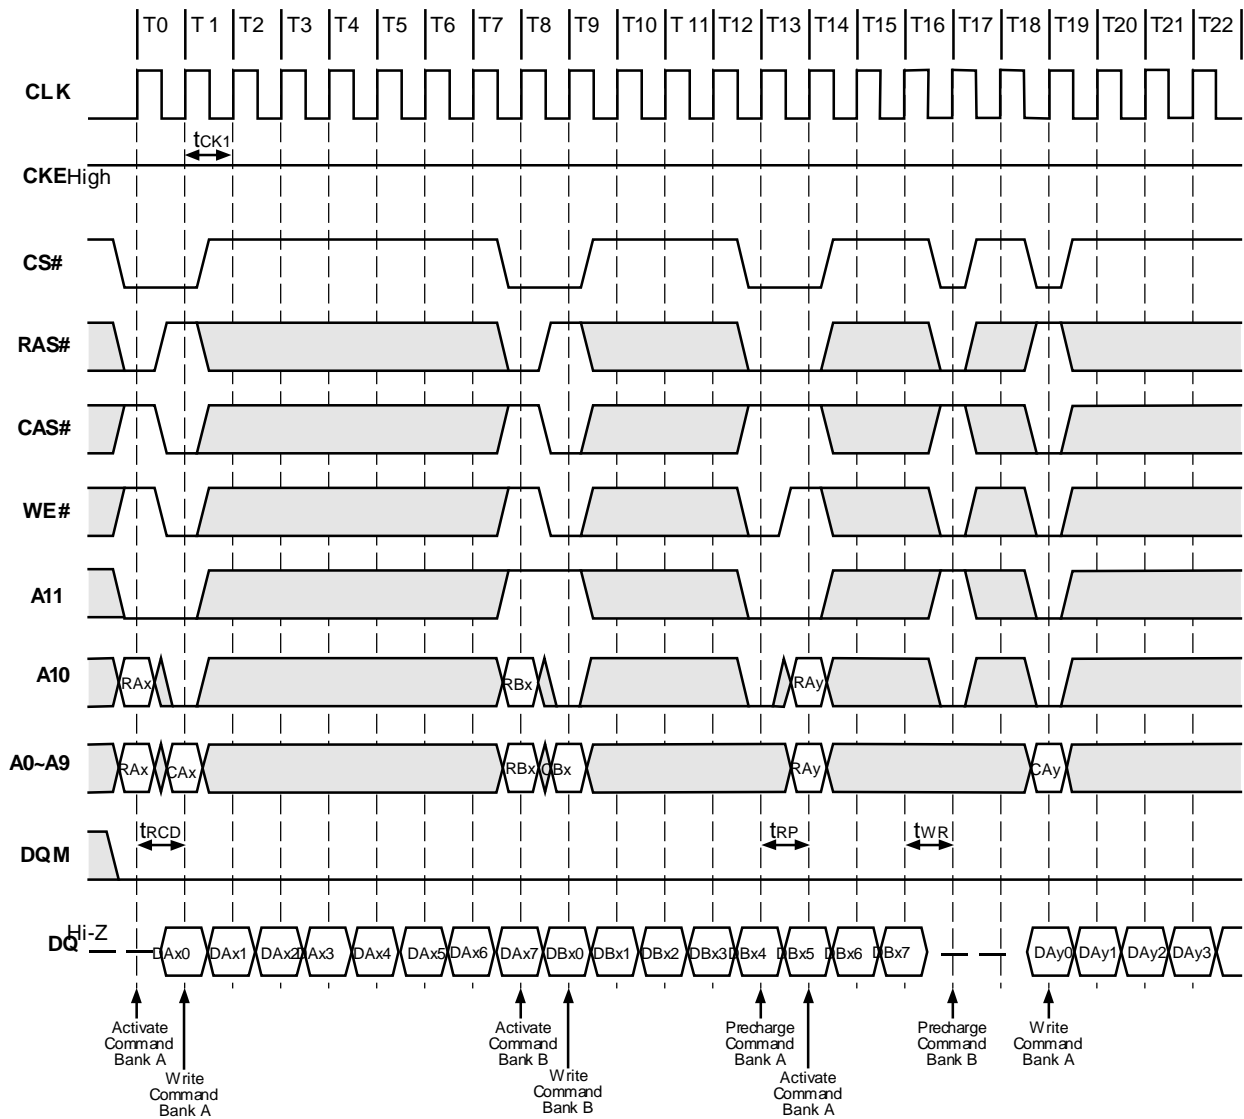 T0 T 1 T2 T3 T4 T5 T6 T7 T8 T9 T10 T 11 T12 T13 T14 T15 T16 T17 T18 T19 T20 T21 T22
CLK
tCK1
CKE High
CS#
RAS#
CAS#
WE#
A11
A10 RAx RBx RAy
A0~A9 RAx CAx RBx CBx RAy CAy
tRCD tRP tWR
DQM
Hi-Z
DQ DAx0 DAx1 DAx2 DAx3 DAx4 DAx5 DAx6 DAx7 DBx0 DBx1 DBx2 DBx3 DBx4 DBx5 DBx6 DBx7 DAy0 DAy1 DAy2 DAy3
Activate
Command
Bank A
Write
Command
Bank A
Activate
Command
Bank B
Write
Command
Bank B
Precharge
Command
Bank A
Activate
Command
Bank A
Precharge
Command
Bank B
Write
Command
Bank A